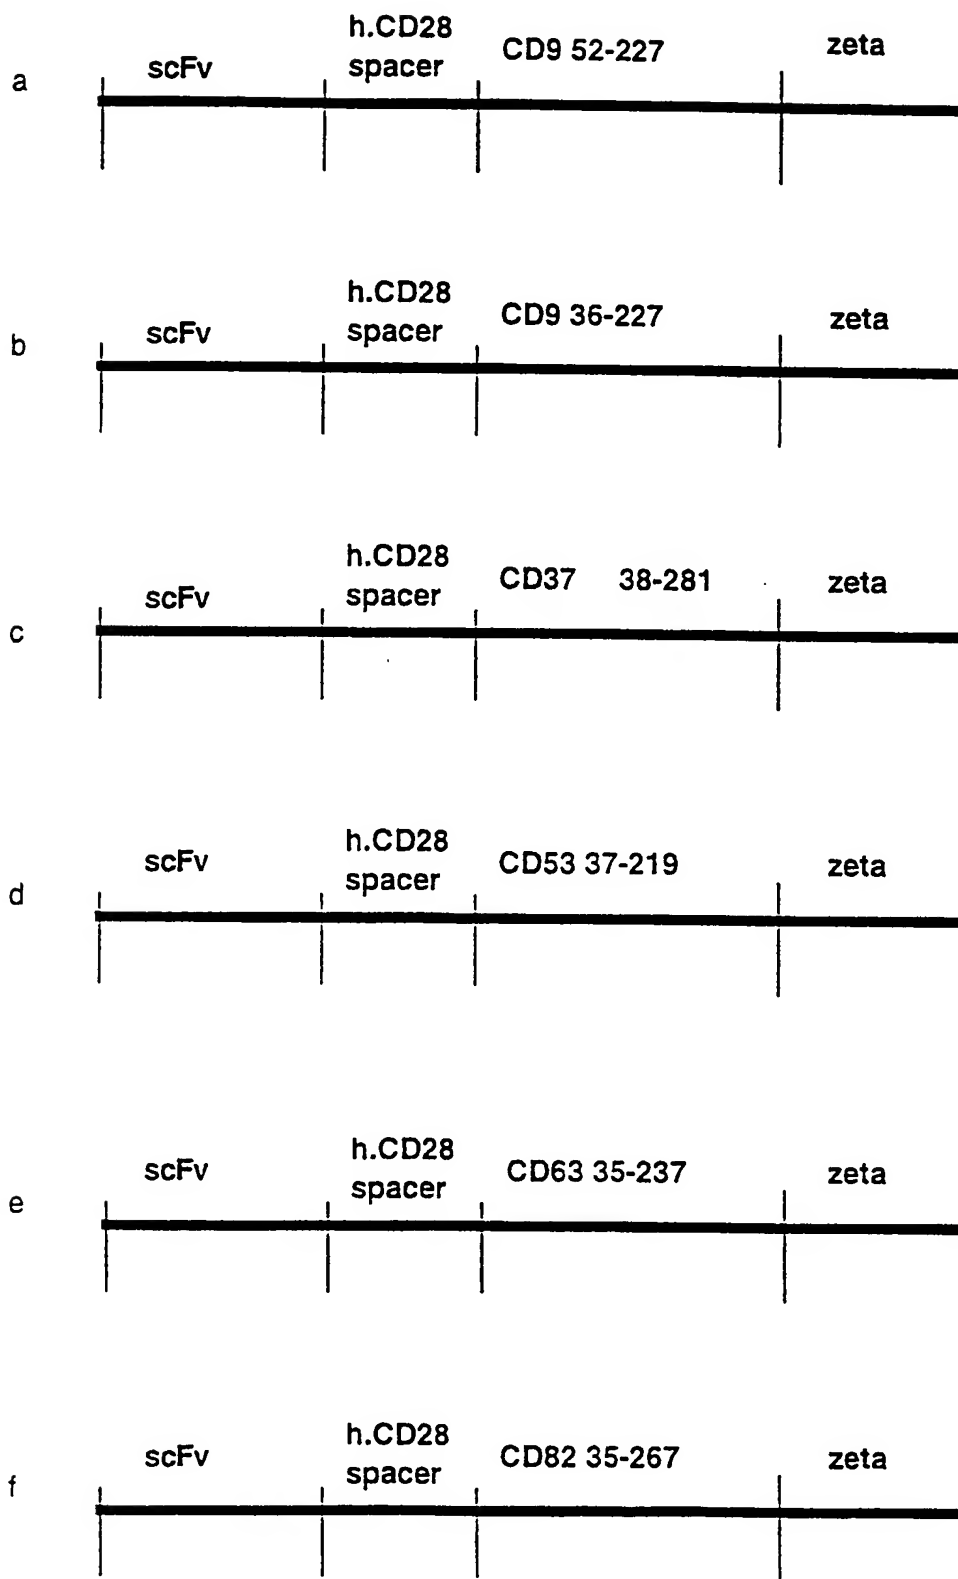 a
scFv
h.CD28
spacer
CD9 52-227
zeta
b
scFv
h.CD28
spacer
CD9 36-227
zeta
c
scFv
h.CD28
spacer
CD37 38-281
zeta
d
scFv
h.CD28
spacer
CD53 37-219
zeta
e
scFv
h.CD28
spacer
CD63 35-237
zeta
f
scFv
h.CD28
spacer
CD82 35-267
zeta